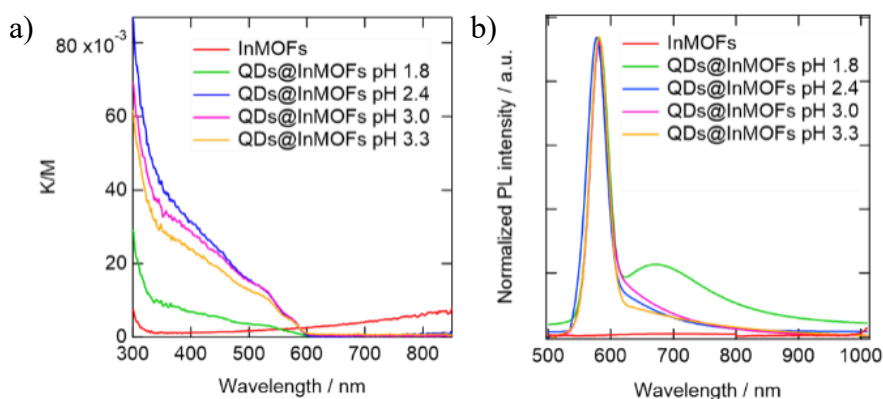 a)
80 x10⁻³
60
40
20
0
K/M
InMOFs
QDs@InMOFs pH 1.8
QDs@InMOFs pH 2.4
QDs@InMOFs pH 3.0
QDs@InMOFs pH 3.3
300 400 500 600 700 800
Wavelength / nm
b)
Normalized PL intensity / a.u.
InMOFs
QDs@InMOFs pH 1.8
QDs@InMOFs pH 2.4
QDs@InMOFs pH 3.0
QDs@InMOFs pH 3.3
500 600 700 800 900 1000
Wavelength / nm